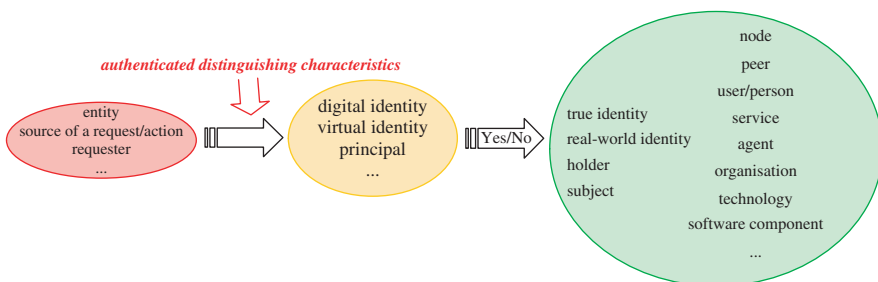 authenticated distinguishing characteristics
entity
source of a request/action
requester
...
digital identity
virtual identity
principal
...
Yes/No
true identity
real-world identity
holder
subject
node
peer
user/person
service
agent
organisation
technology
software component
...